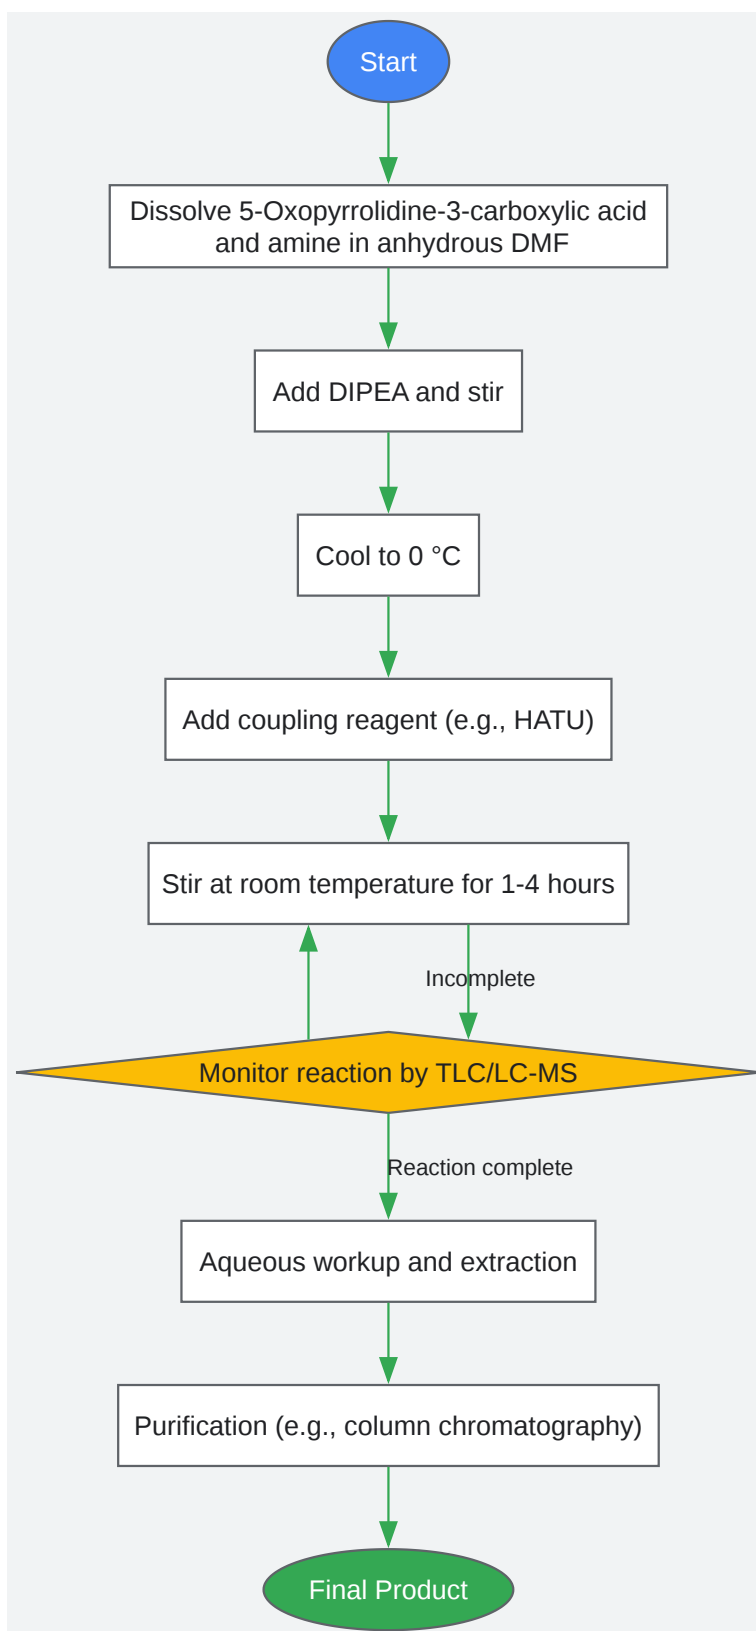 Start
Dissolve 5-Oxopyrrolidine-3-carboxylic acid
and amine in anhydrous DMF
Add DIPEA and stir
Cool to 0 °C
Add coupling reagent (e.g., HATU)
Stir at room temperature for 1-4 hours
Incomplete
Monitor reaction by TLC/LC-MS
Reaction complete
Aqueous workup and extraction
Purification (e.g., column chromatography)
Final Product